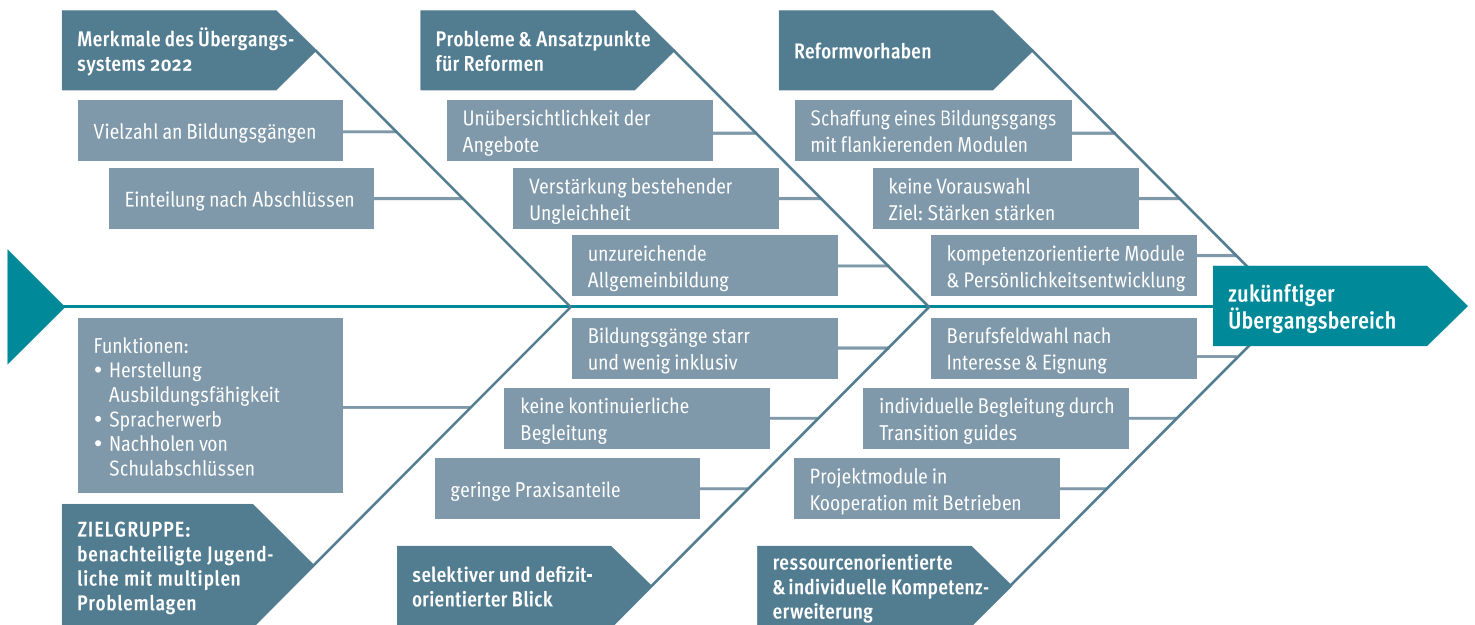 Merkmale des Übergangs-
systems 2022
Vielzahl an Bildungsgängen
Einteilung nach Abschlüssen
Funktionen:
• Herstellung
Ausbildungsfähigkeit
• Spracherwerb
• Nachholen von
Schulabschlüssen
ZIELGRUPPE:
benachteiligte Jugend-
liche mit multiplen
Problemlagen
Probleme & Ansatzpunkte
für Reformen
Unübersichtlichkeit der
Angebote
Verstärkung bestehender
Ungleichheit
unzureichende
Allgemeinbildung
Bildungsgänge starr
und wenig inklusiv
keine kontinuierliche
Begleitung
geringe Praxisanteile
selektiver und defizit-
orientierter Blick
Reformvorhaben
Schaffung eines Bildungsgangs
mit flankierenden Modulen
keine Vorauswahl
Ziel: Stärken stärken
kompetenzorientierte Module
& Persönlichkeitsentwicklung
Berufsfeldwahl nach
Interesse & Eignung
individuelle Begleitung durch
Transition guides
Projektmodule in
Kooperation mit Betrieben
ressourcenorientierte
& individuelle Kompetenz-
erweiterung
zukünftiger
Übergangsbereich